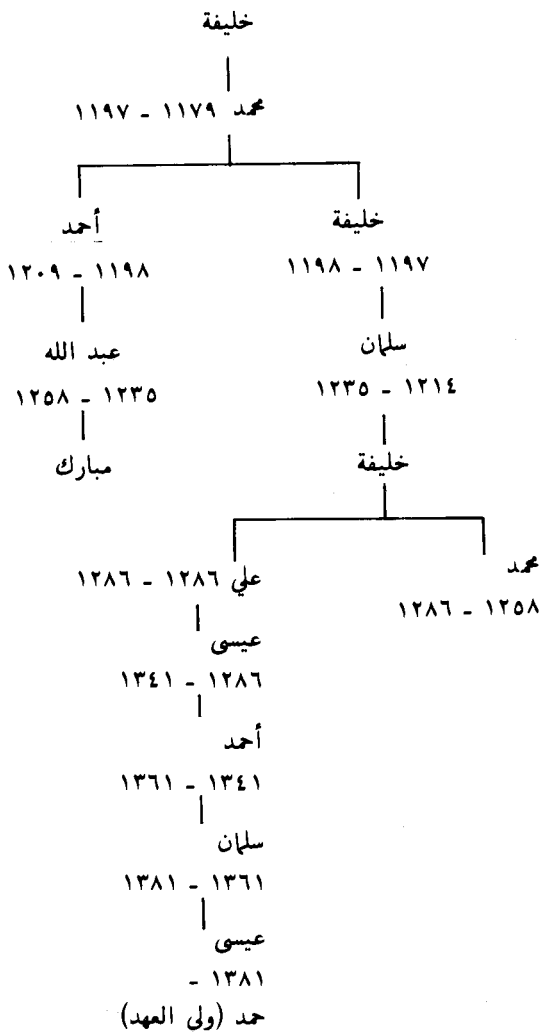 خليفة
محمد ١١٧٩ - ١١٩٧
خليفة
١١٩٧ - ١١٩٨
أحمد
١١٩٨ - ١٢٠٩
سلمان
١٢١٤ - ١٢٣٥
عبد الله
١٢٣٥ - ١٢٥٨
خليفة
مبارك
محمد
١٢٥٨ - ١٢٨٦
علي ١٢٨٦ - ١٢٨٦
عيسى
١٢٨٦ - ١٣٤١
أحمد
١٣٤١ - ١٣٦١
سلمان
١٣٦١ - ١٣٨١
عيسى
١٣٨١ -
حمد (ولى العهد)